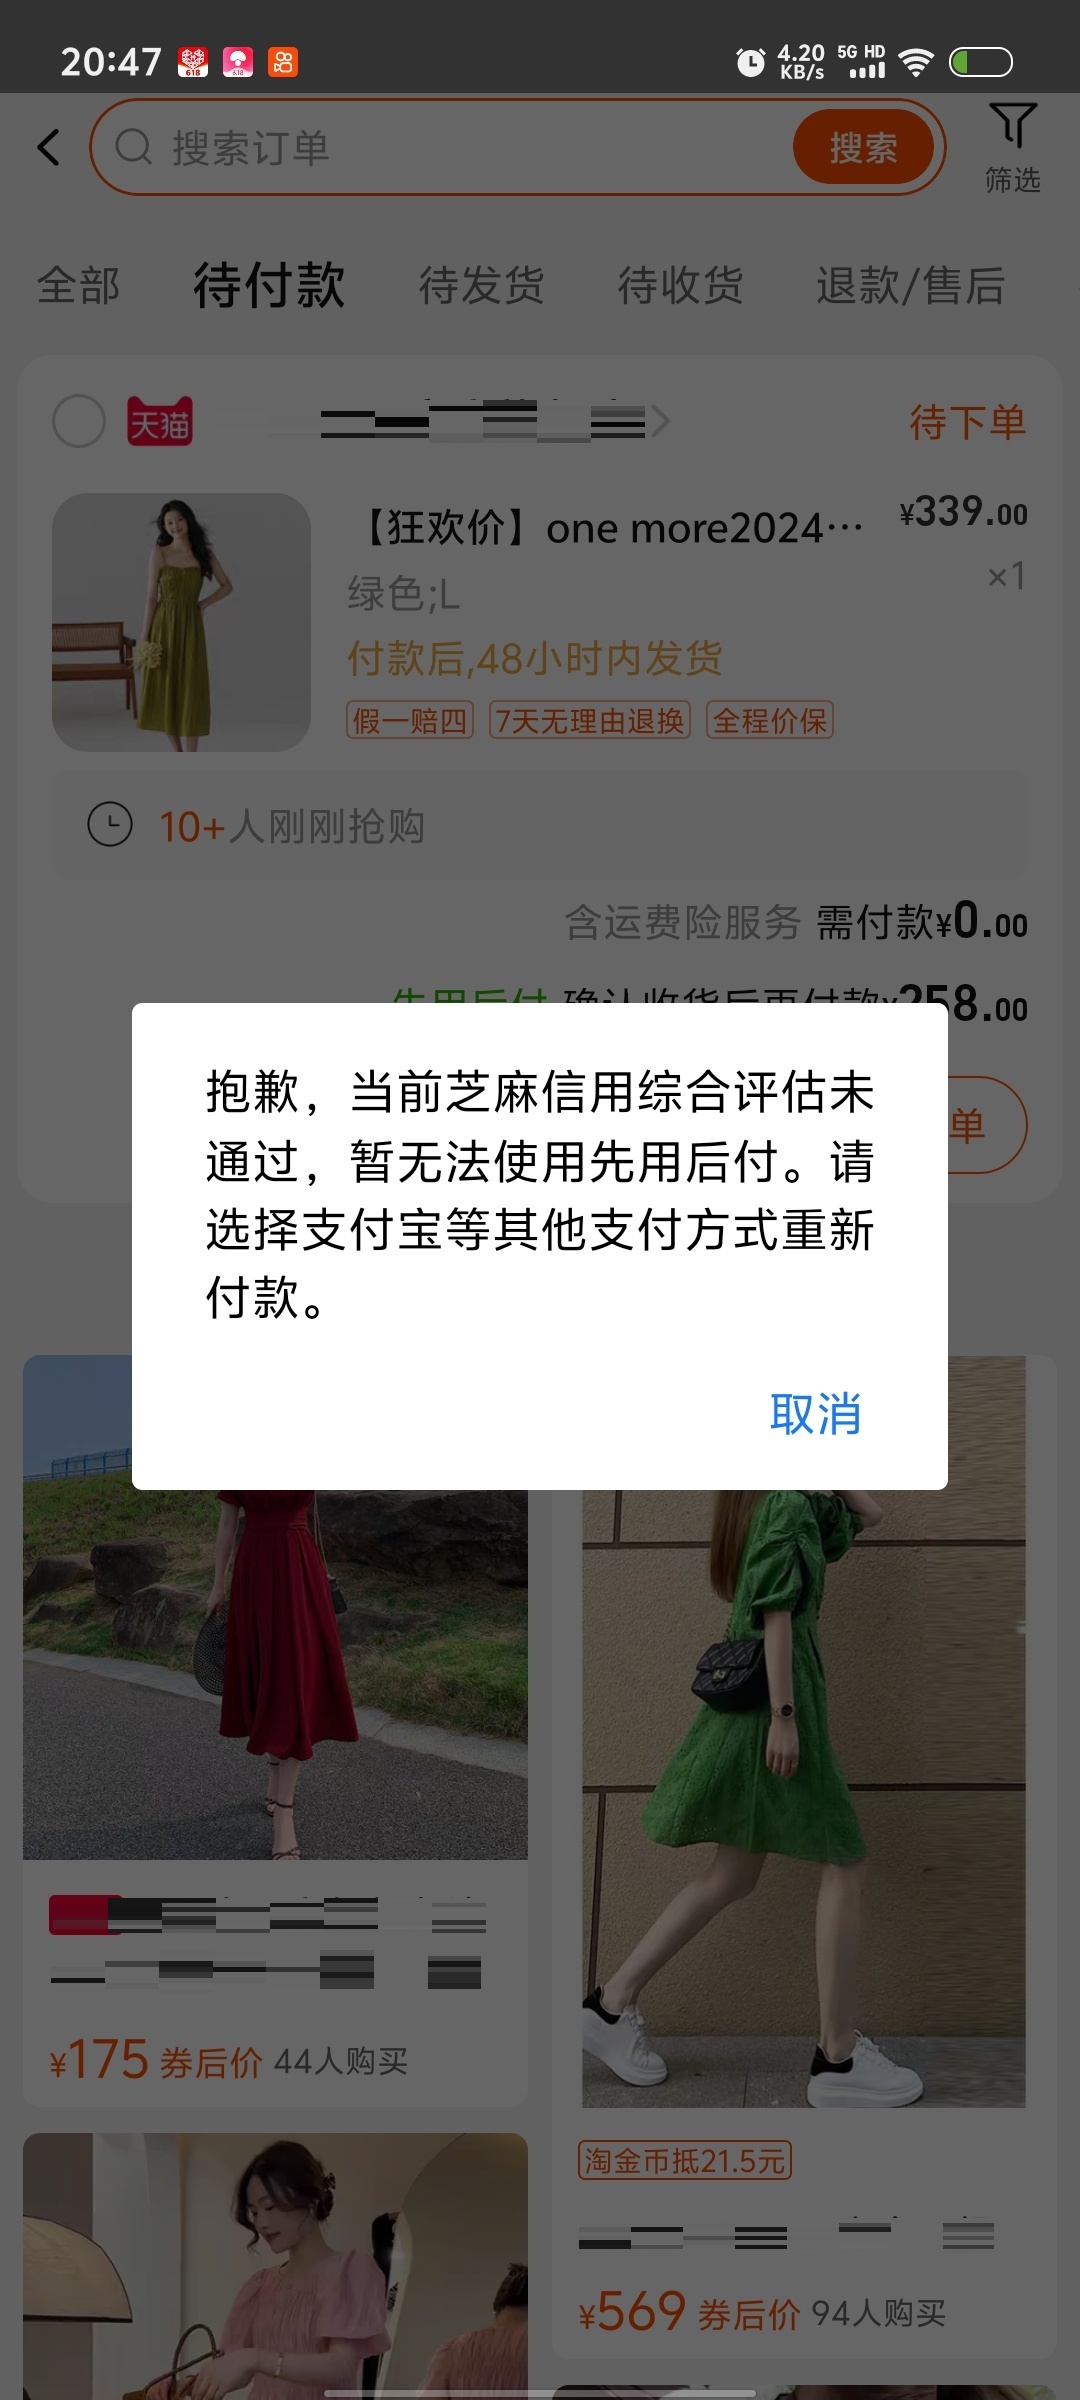 20:47
618
6.18
4.20
KB/s
5G HD
搜索订单
搜索
筛选
全部
待付款
待发货
待收货
退款/售后
天猫
待下单
【狂欢价】one more2024…
¥339.00
绿色;L
×1
付款后,48小时内发货
假一赔四
7天无理由退换
全程价保
10+人刚刚抢购
含运费险服务 需付款¥0.00
先用后付 确认收货后再付款¥258.00
单
抱歉，当前芝麻信用综合评估未
通过，暂无法使用先用后付。请
选择支付宝等其他支付方式重新
付款。
取消
¥175 券后价 44人购买
淘金币抵21.5元
¥569 券后价 94人购买